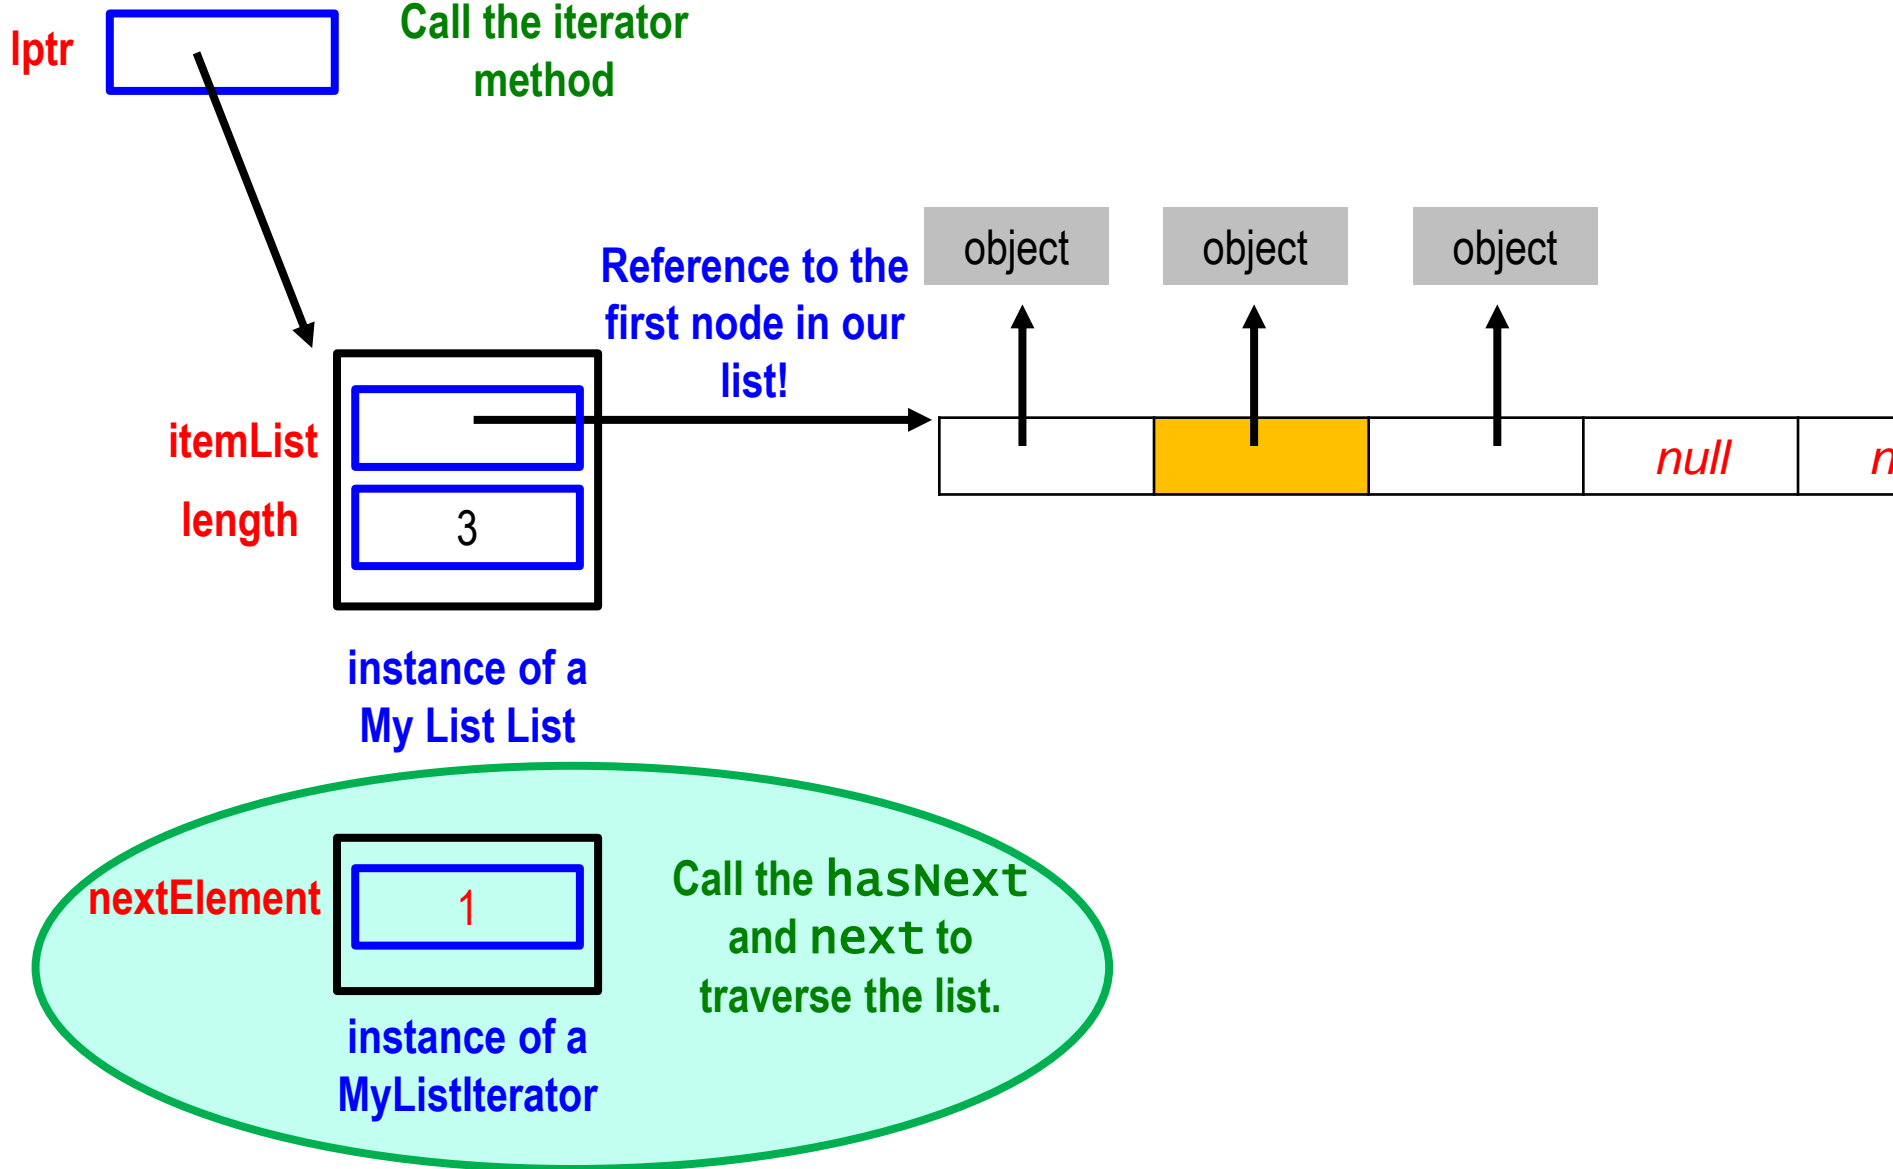 lptr
Call the iterator
method
object
object
object
Reference to the
first node in our
list!
itemList
null
length
3
instance of a
My List List
nextElement
1
Call the hasNext
and next to
traverse the list.
instance of a
MyListIterator